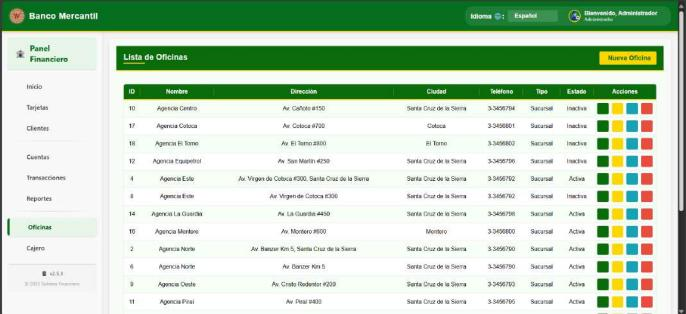 Banco Mercantil
Idioma : Español
Bienvenido, Administrador
Administrador
Panel
Financiero
Inicio
Tarjetas
Clientes
Cuentas
Transacciones
Reportes
Oficinas
Cajero
v2.5.0
© 2025 Sistema Financiero
Lista de Oficinas
Nueva Oficina
ID Nombre Dirección Ciudad Teléfono Tipo Estado Acciones
10 Agencia Centro Av. Cañoto #150 Santa Cruz de la Sierra 3-3456794 Sucursal Inactiva
17 Agencia Cotoca Av. Cotoca #700 Cotoca 3-3456801 Sucursal Inactiva
18 Agencia El Torno Av. El Torno #800 El Torno 3-3456802 Sucursal Inactiva
12 Agencia Equipetrol Av. San Martín #250 Santa Cruz de la Sierra 3-3456796 Sucursal Inactiva
4 Agencia Este Av. Virgen de Cotoca #300, Santa Cruz de la Sierra Santa Cruz de la Sierra 3-3456792 Sucursal Activa
8 Agencia Este Av. Virgen de Cotoca #300 Santa Cruz de la Sierra 3-3456792 Sucursal Inactiva
14 Agencia La Guardia Av. La Guardia #450 Santa Cruz de la Sierra 3-3456798 Sucursal Activa
16 Agencia Montero Av. Montero #600 Montero 3-3456800 Sucursal Activa
2 Agencia Norte Av. Banzer Km 5, Santa Cruz de la Sierra Santa Cruz de la Sierra 3-3456790 Sucursal Activa
6 Agencia Norte Av. Banzer Km 5 Santa Cruz de la Sierra 3-3456790 Sucursal Activa
9 Agencia Oeste Av. Cristo Redentor #200 Santa Cruz de la Sierra 3-3456793 Sucursal Activa
11 Agencia Piraí Av. Piraí #400 Santa Cruz de la Sierra 3-3456795 Sucursal Activa